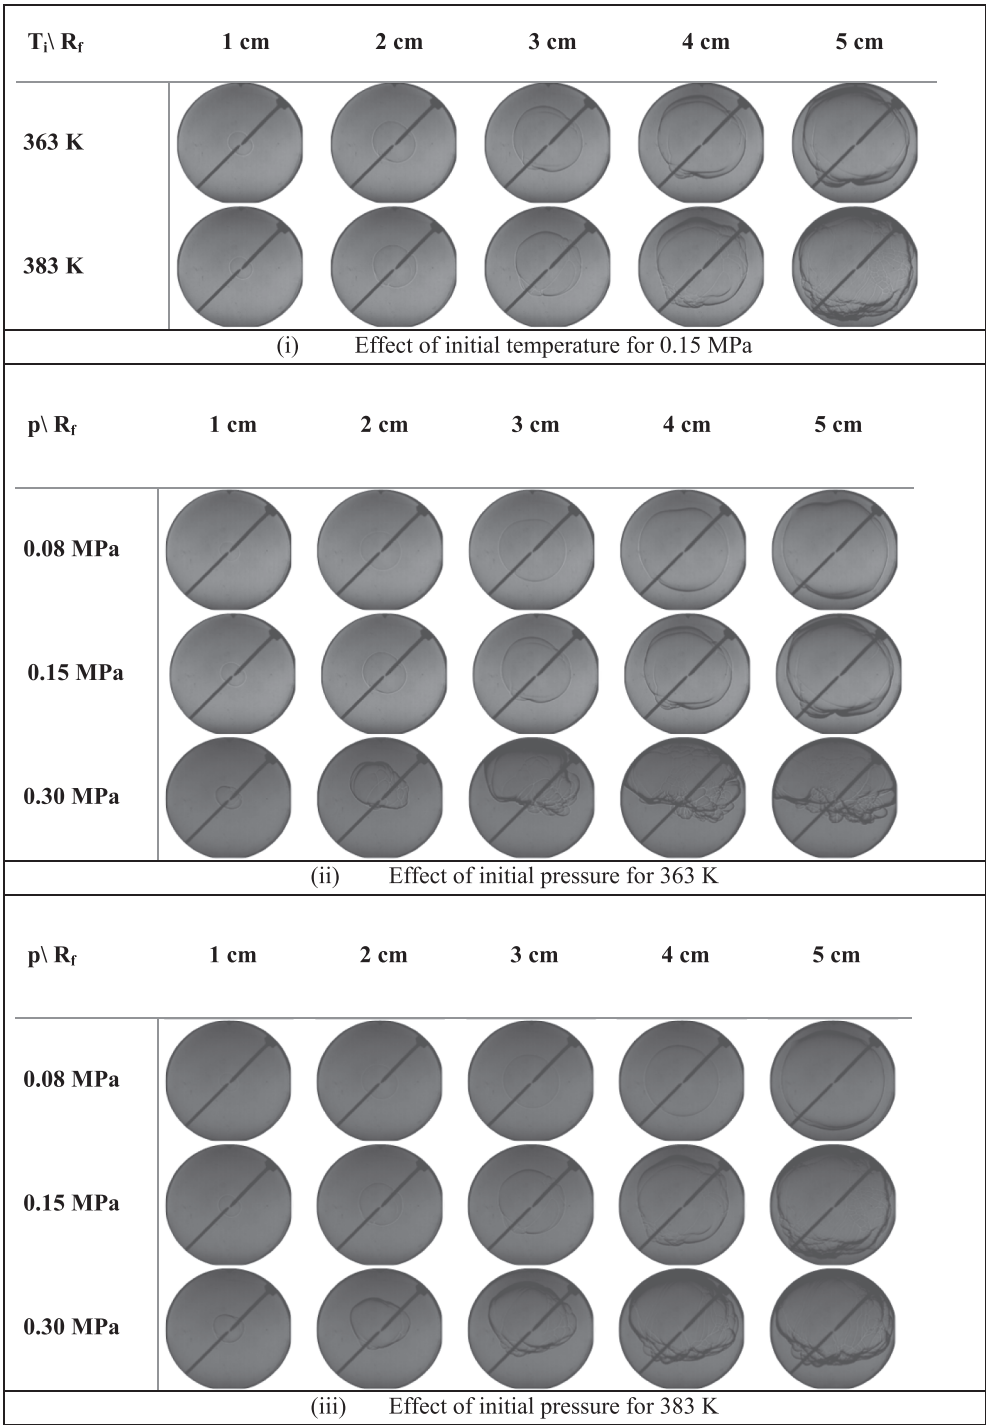 Ti\ Rf 1 cm 2 cm 3 cm 4 cm 5 cm
363 K
383 K
(i) Effect of initial temperature for 0.15 MPa
p\ Rf 1 cm 2 cm 3 cm 4 cm 5 cm
0.08 MPa
0.15 MPa
0.30 MPa
(ii) Effect of initial pressure for 363 K
p\ Rf 1 cm 2 cm 3 cm 4 cm 5 cm
0.08 MPa
0.15 MPa
0.30 MPa
(iii) Effect of initial pressure for 383 K